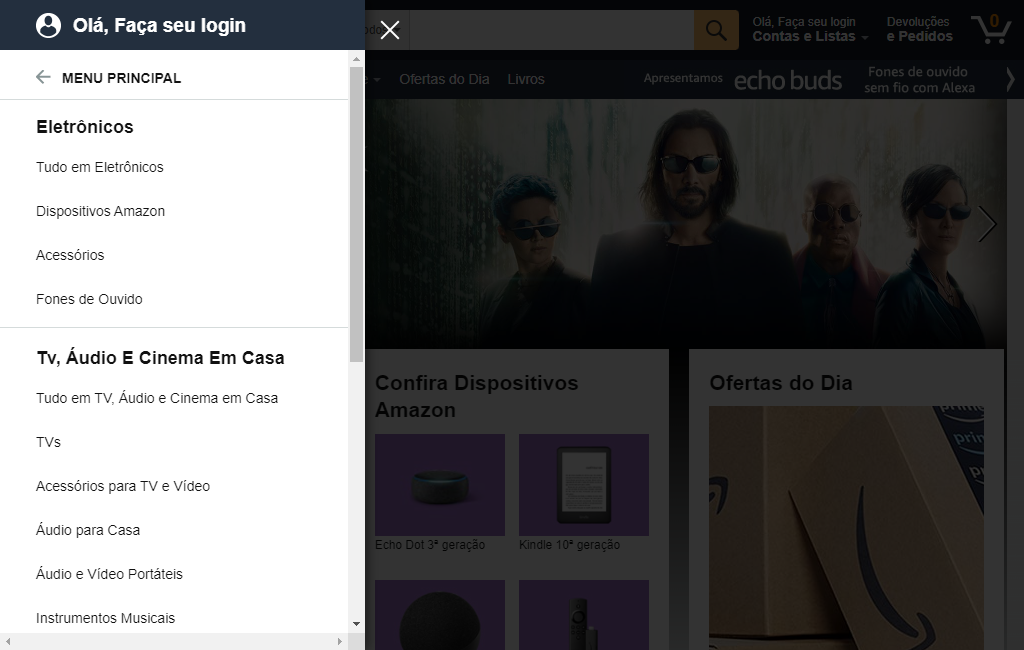 Olá, Faça seu login
MENU PRINCIPAL
Eletrônicos
Tudo em Eletrônicos
Dispositivos Amazon
Acessórios
Fones de Ouvido
Tv, Áudio E Cinema Em Casa
Tudo em TV, Áudio e Cinema em Casa
TVs
Acessórios para TV e Vídeo
Áudio para Casa
Áudio e Vídeo Portáteis
Instrumentos Musicais
Olá, Faça seu login
Contas e Listas
Devoluções
e Pedidos
0
Ofertas do Dia
Livros
Apresentamos
echo buds
Fones de ouvido
sem fio com Alexa
Confira Dispositivos
Amazon
Echo Dot 3ª geração
Kindle 10ª geração
Ofertas do Dia
prime